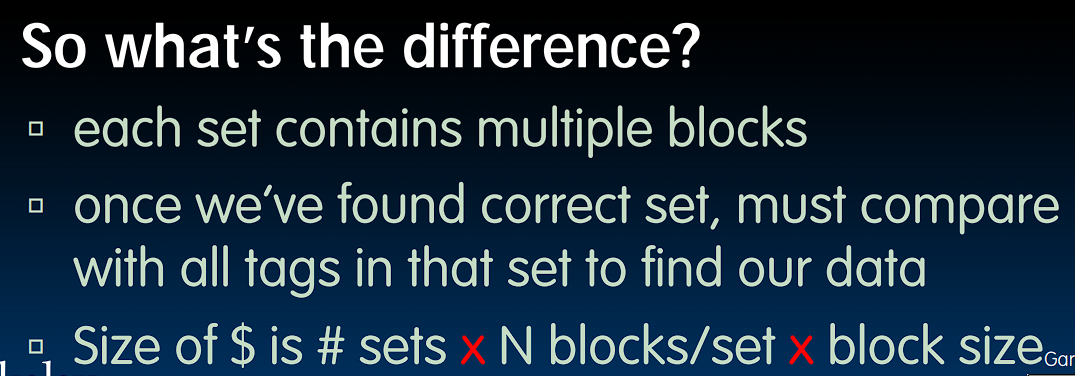 So what's the difference?
each set contains multiple blocks
once we've found correct set, must compare
with all tags in that set to find our data
Size of $ is # sets x N blocks/set x block size
Gar